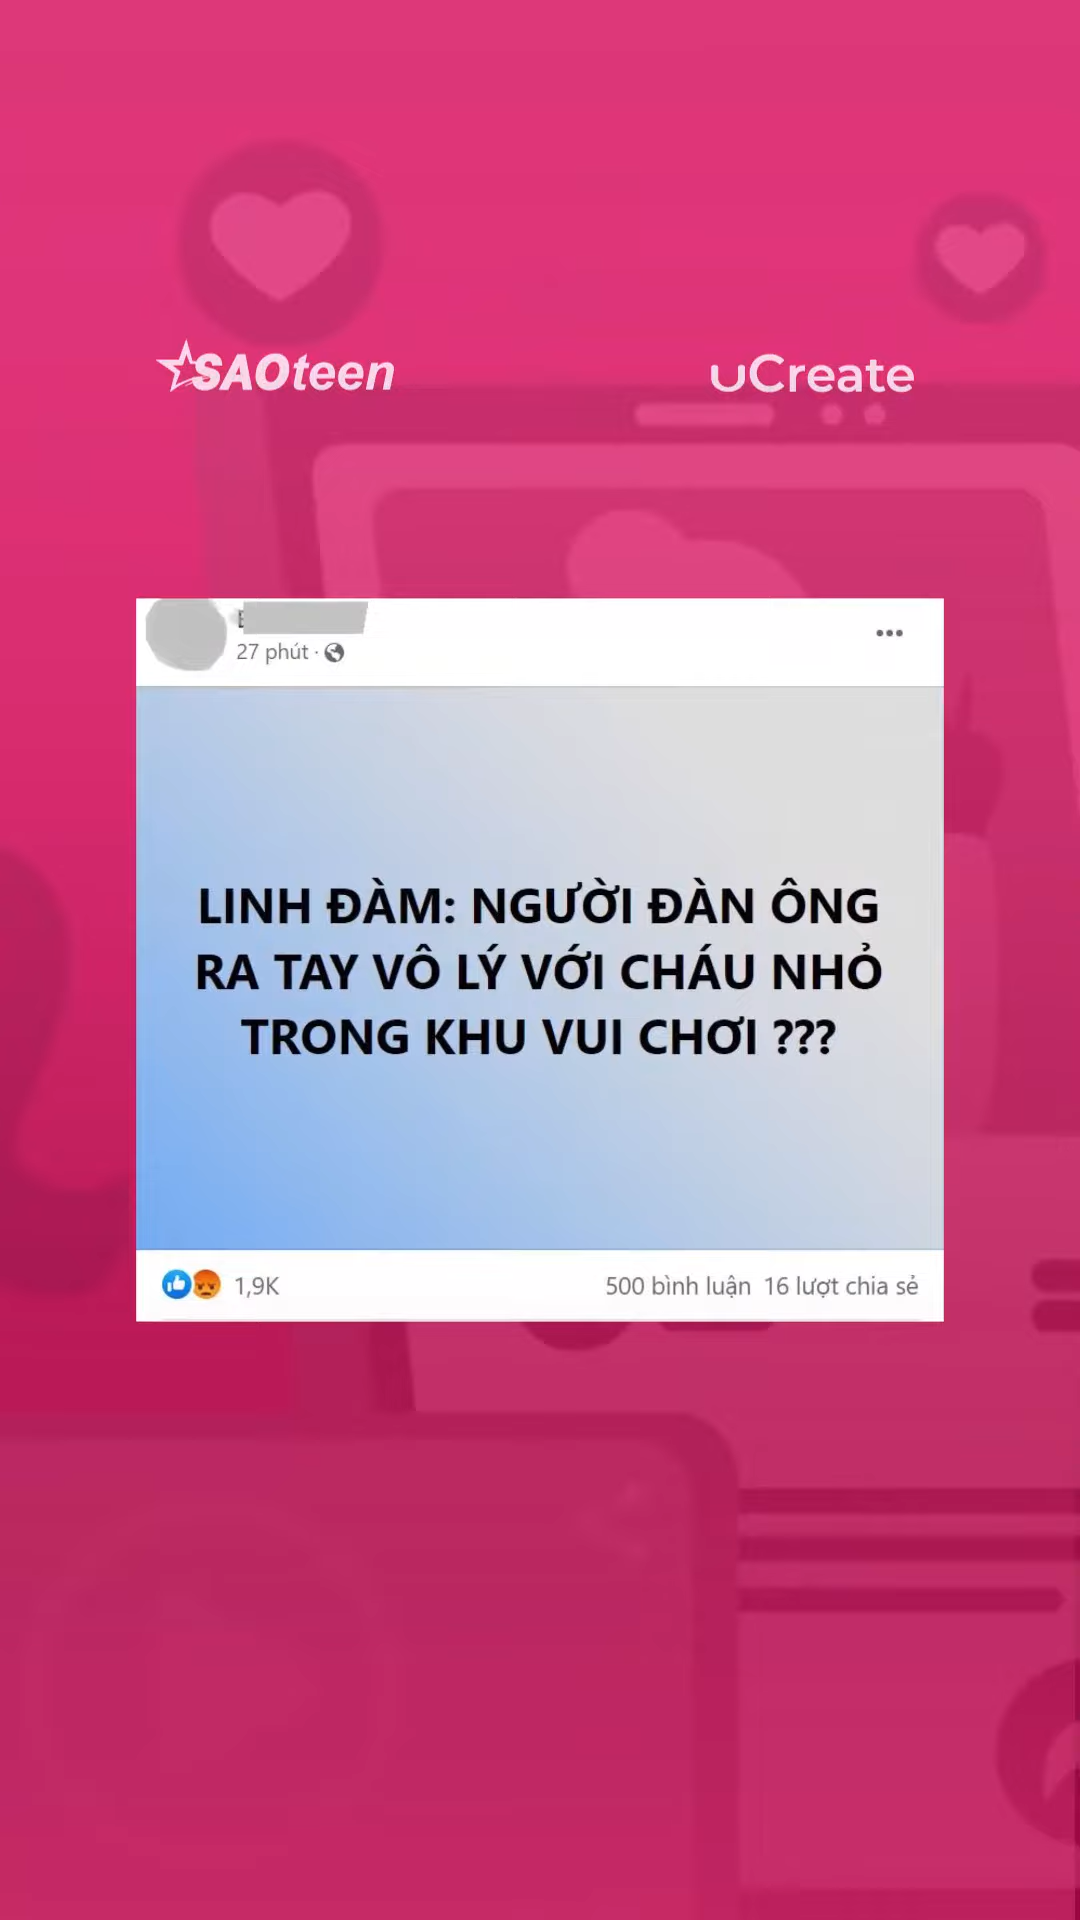 SAOteen
uCreate
27 phút ·
LINH ĐÀM: NGƯỜI ĐÀN ÔNG
RA TAY VÔ LÝ VỚI CHÁU NHỎ
TRONG KHU VUI CHƠI ???
1,9K
500 bình luận 16 lượt chia sẻ